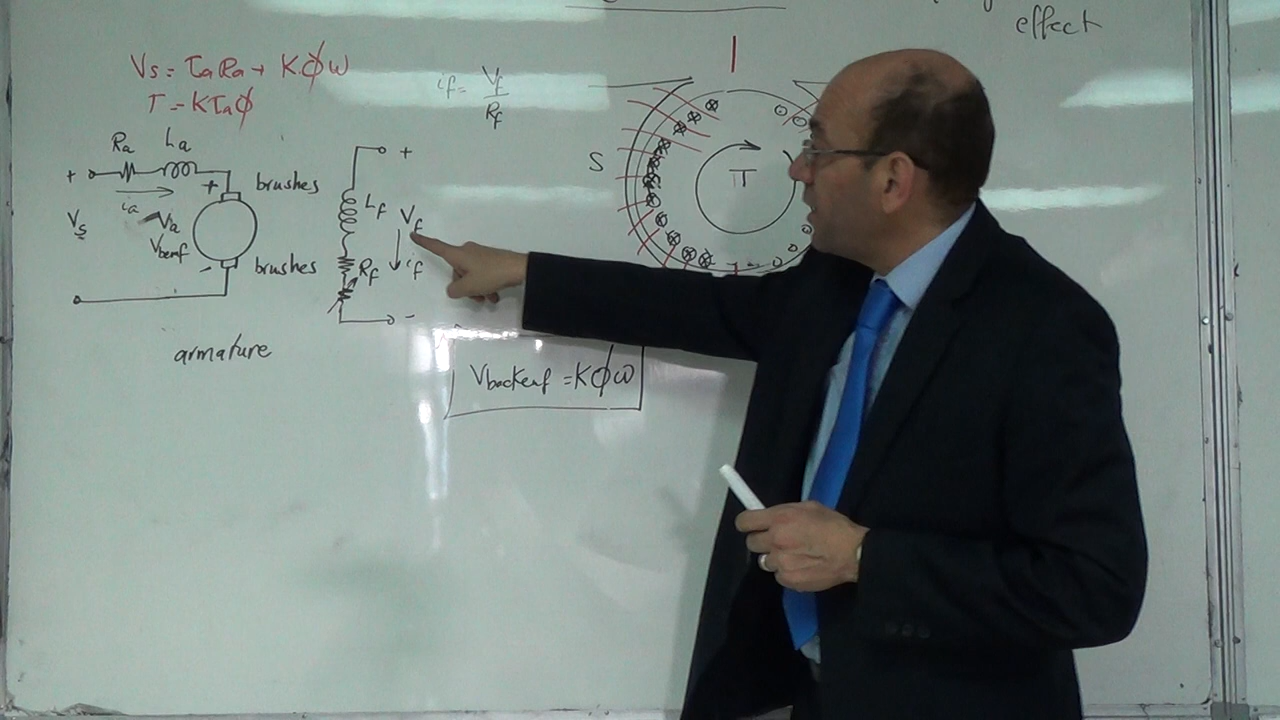 effect
Vs = IaRa + KΦω
T = KIaΦ
if = Vf / Rf
Ra La
+ + brushes
ia
Vs Va
Vbemf
- brushes
armature
+
Lf Vf
Rf if
-
S
T
Vbackemf = KΦω